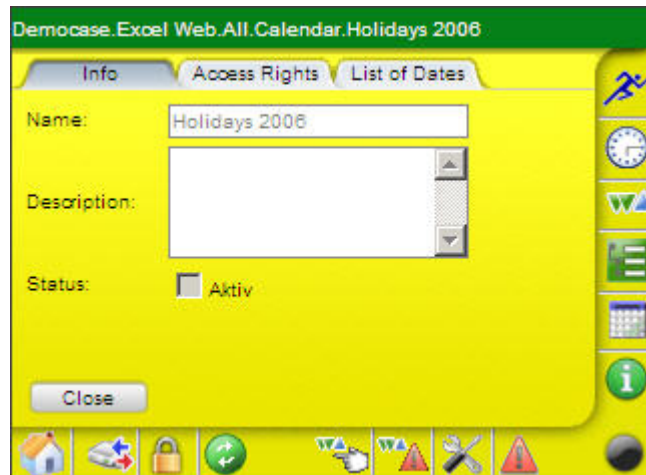 Democase.Excel Web.All.Calendar.Holidays 2006
Info Access Rights List of Dates
Name: Holidays 2006
Description:
Status: Aktiv
Close